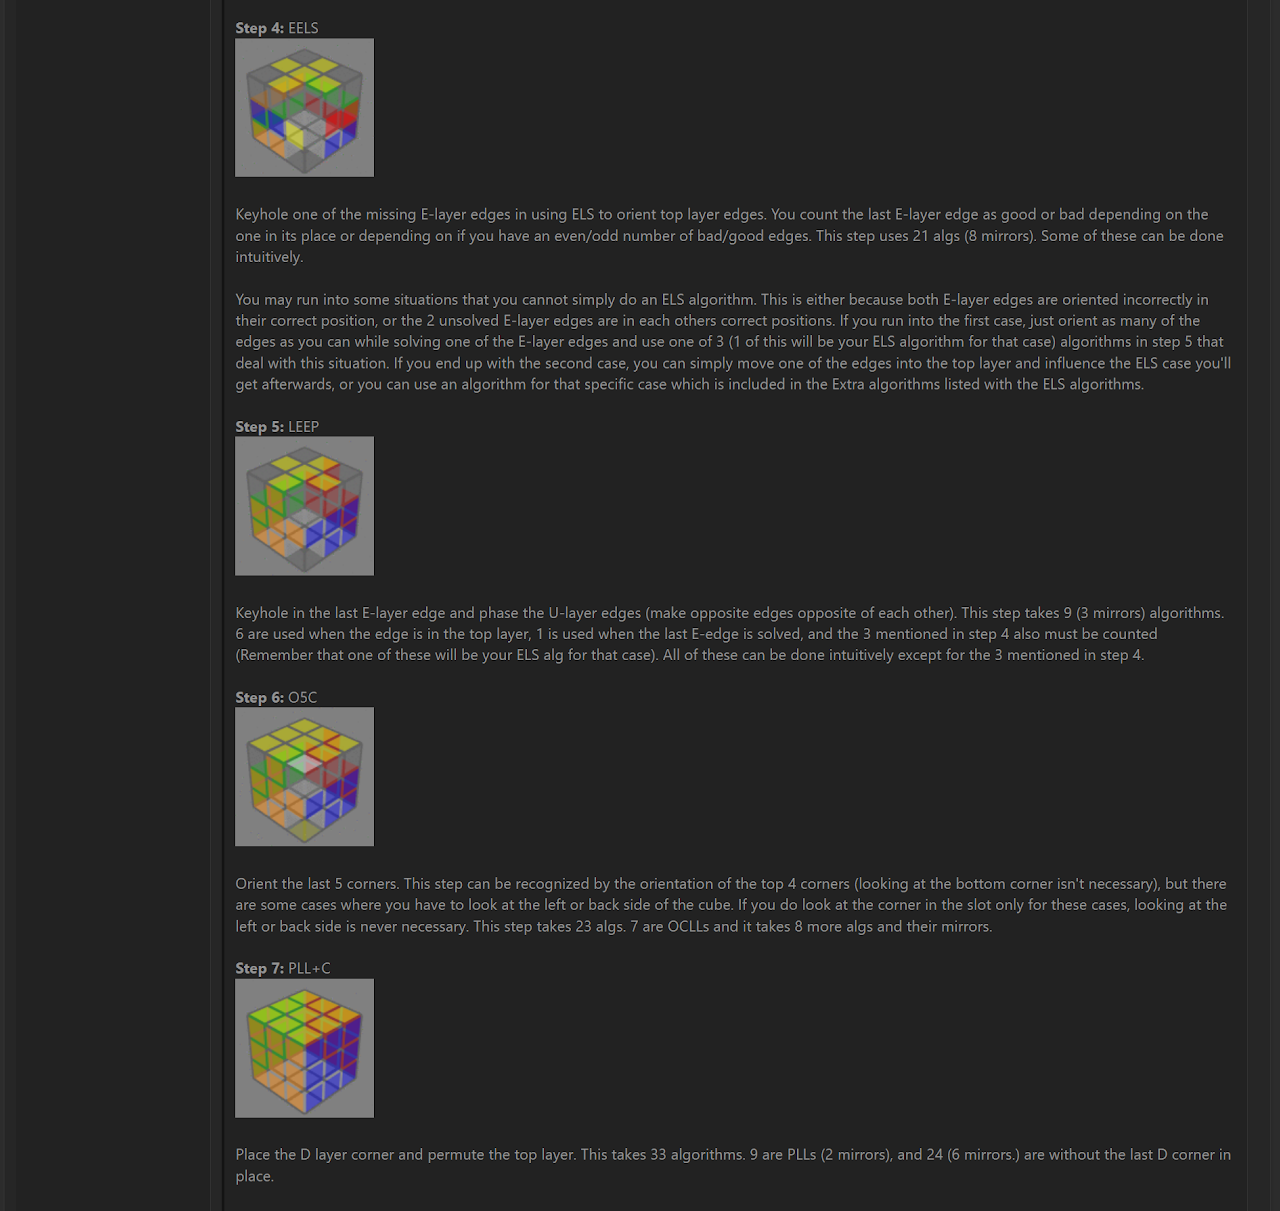 Step 4: EELS
Keyhole one of the missing E-layer edges in using ELS to orient top layer edges. You count the last E-layer edge as good or bad depending on the
one in its place or depending on if you have an even/odd number of bad/good edges. This step uses 21 algs (8 mirrors). Some of these can be done
intuitively.
You may run into some situations that you cannot simply do an ELS algorithm. This is either because both E-layer edges are oriented incorrectly in
their correct position, or the 2 unsolved E-layer edges are in each others correct positions. If you run into the first case, just orient as many of the
edges as you can while solving one of the E-layer edges and use one of 3 (1 of this will be your ELS algorithm for that case) algorithms in step 5 that
deal with this situation. If you end up with the second case, you can simply move one of the edges into the top layer and influence the ELS case you'll
get afterwards, or you can use an algorithm for that specific case which is included in the Extra algorithms listed with the ELS algorithms.
Step 5: LEEP
Keyhole in the last E-layer edge and phase the U-layer edges (make opposite edges opposite of each other). This step takes 9 (3 mirrors) algorithms.
6 are used when the edge is in the top layer, 1 is used when the last E-edge is solved, and the 3 mentioned in step 4 also must be counted
(Remember that one of these will be your ELS alg for that case). All of these can be done intuitively except for the 3 mentioned in step 4.
Step 6: O5C
Orient the last 5 corners. This step can be recognized by the orientation of the top 4 corners (looking at the bottom corner isn't necessary), but there
are some cases where you have to look at the left or back side of the cube. If you do look at the corner in the slot only for these cases, looking at the
left or back side is never necessary. This step takes 23 algs. 7 are OCLLs and it takes 8 more algs and their mirrors.
Step 7: PLL+C
Place the D layer corner and permute the top layer. This takes 33 algorithms. 9 are PLLs (2 mirrors), and 24 (6 mirrors.) are without the last D corner in
place.